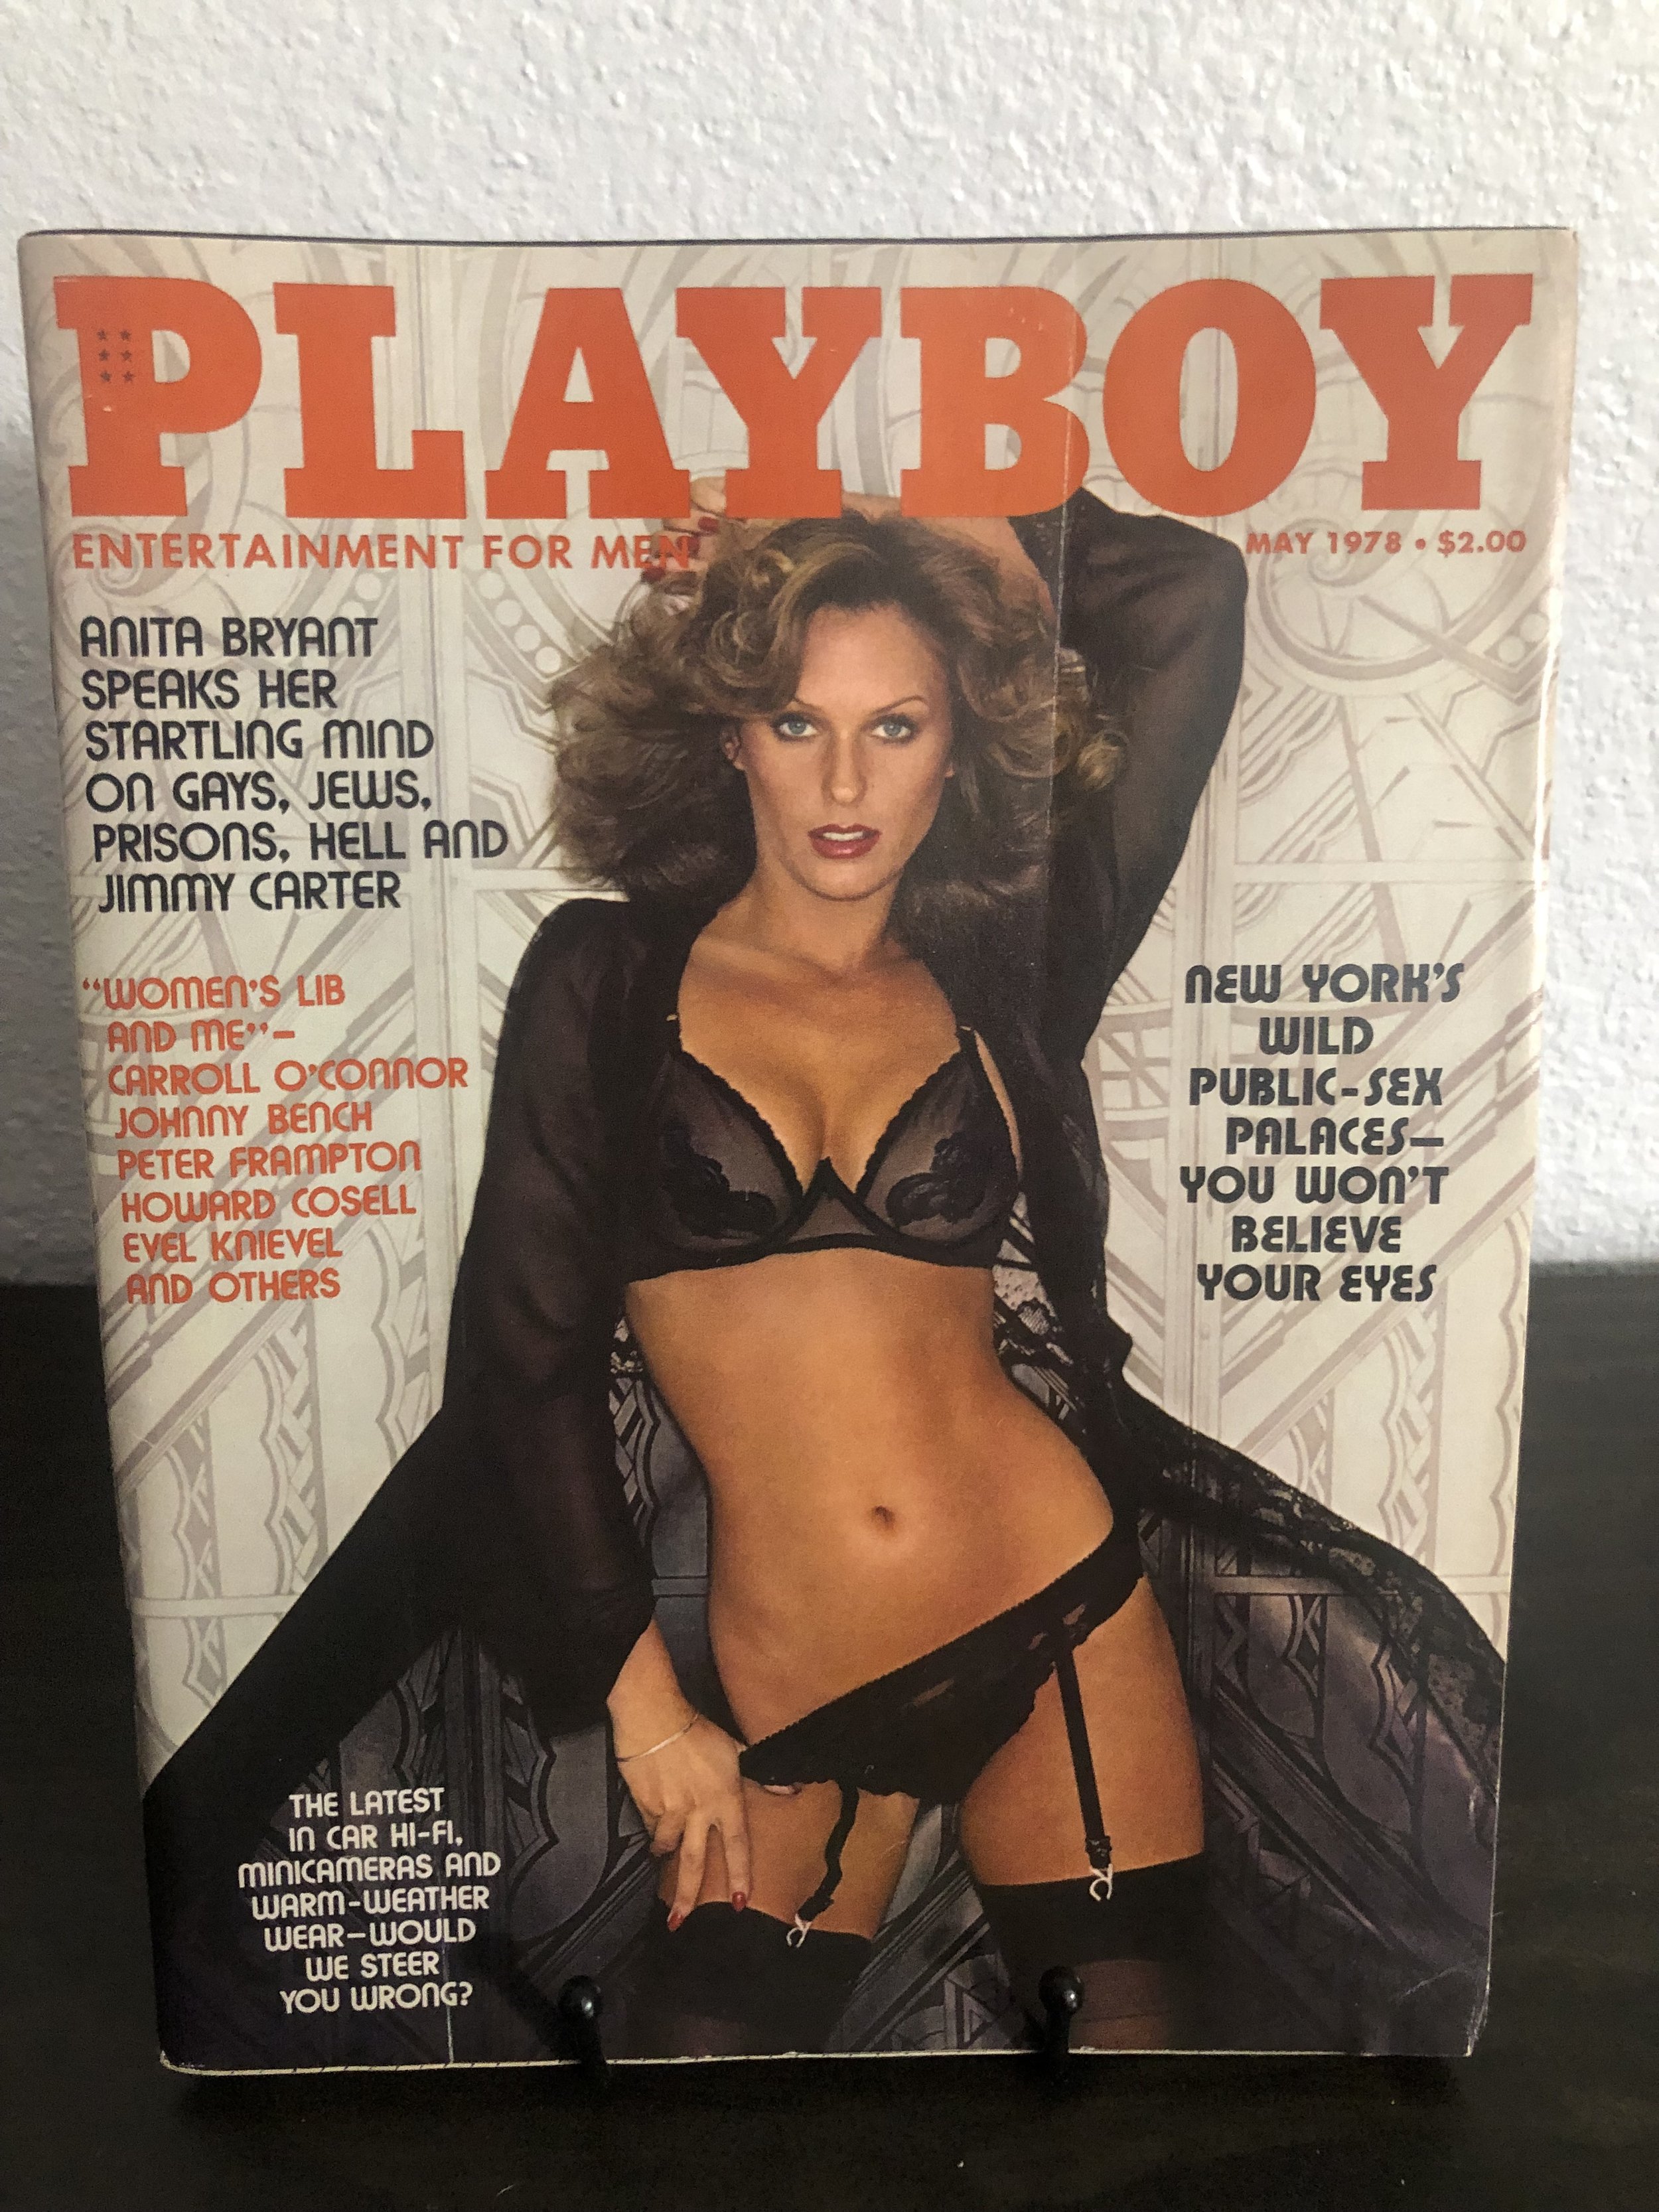 PLAYBOY
ENTERTAINMENT FOR MEN
MAY 1978 • $2.00
ANITA BRYANT
SPEAKS HER
STARTLING MIND
ON GAYS, JEWS,
PRISONS, HELL AND
JIMMY CARTER
“WOMEN'S LIB
AND ME”–
CARROLL O'CONNOR
JOHNNY BENCH
PETER FRAMPTON
HOWARD COSELL
EVEL KNIEVEL
AND OTHERS
NEW YORK'S
WILD
PUBLIC-SEX
PALACES–
YOU WON'T
BELIEVE
YOUR EYES
THE LATEST
IN CAR HI-FI,
MINICAMERAS AND
WARM-WEATHER
WEAR–WOULD
WE STEER
YOU WRONG?